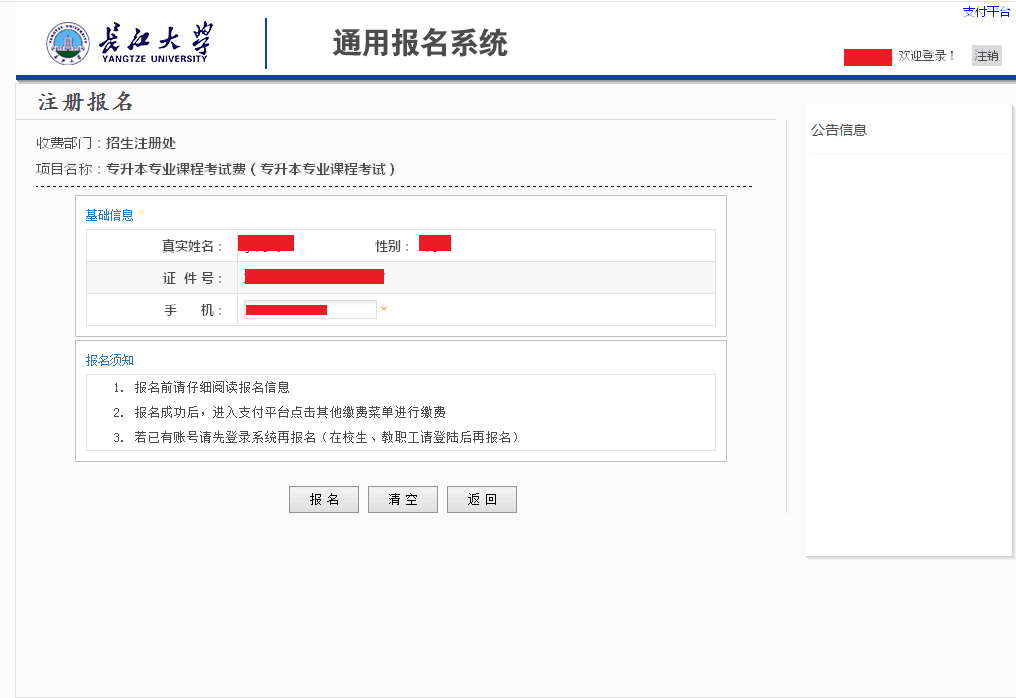 支付平台
長江大学
YANGTZE UNIVERSITY
通用报名系统
欢迎登录！ 注销
注册报名
公告信息
收费部门：招生注册处
项目名称：专升本专业课程考试费（专升本专业课程考试）
基础信息
真实姓名： 性别：
证 件 号：
手 机： *
报名须知
1. 报名前请仔细阅读报名信息
2. 报名成功后，进入支付平台点击其他缴费菜单进行缴费
3. 若已有账号请先登录系统再报名（在校生、教职工请登陆后再报名）
报 名 清 空 返 回